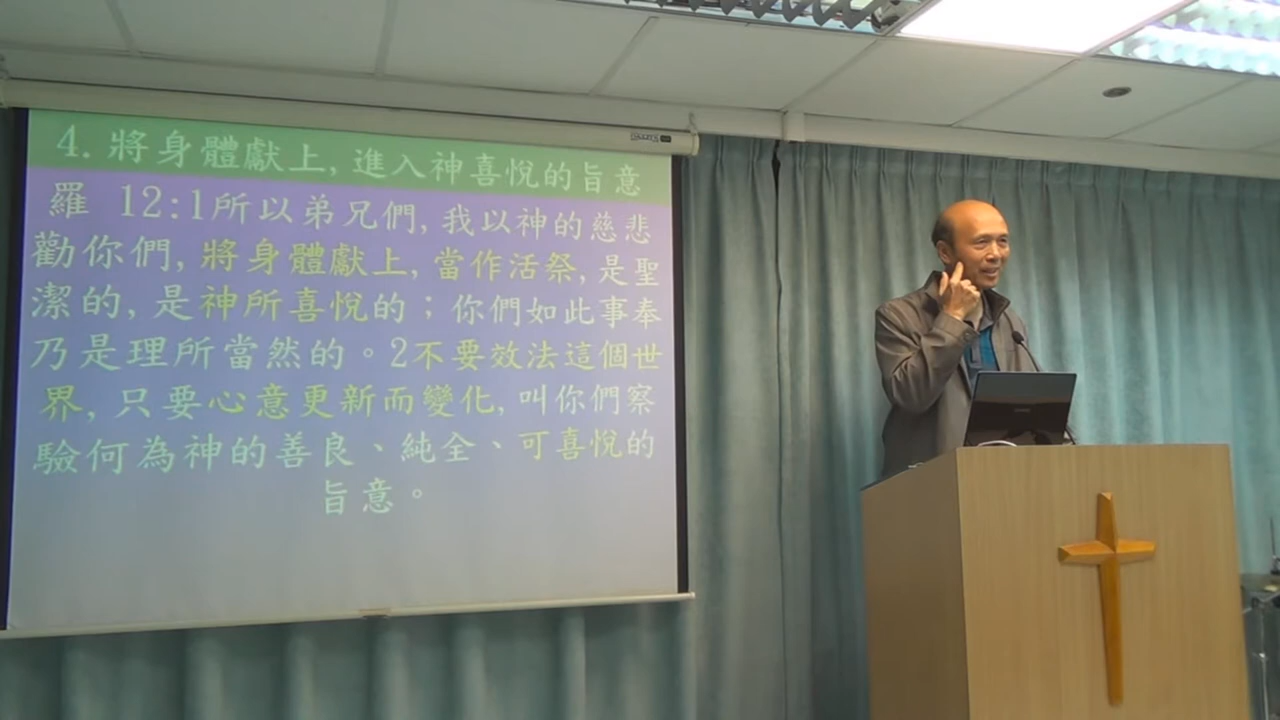 4. 將身體獻上, 進入神喜悅的旨意
羅 12:1所以弟兄們, 我以神的慈悲
勸你們, 將身體獻上, 當作活祭, 是聖
潔的, 是神所喜悅的；你們如此事奉
乃是理所當然的。2不要效法這個世
界, 只要心意更新而變化, 叫你們察
驗何為神的善良、純全、可喜悅的
旨意。